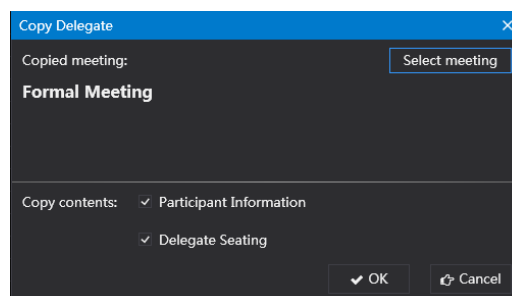 Copy Delegate
Copied meeting: Select meeting
Formal Meeting
Copy contents: Participant Information
Delegate Seating
OK Cancel